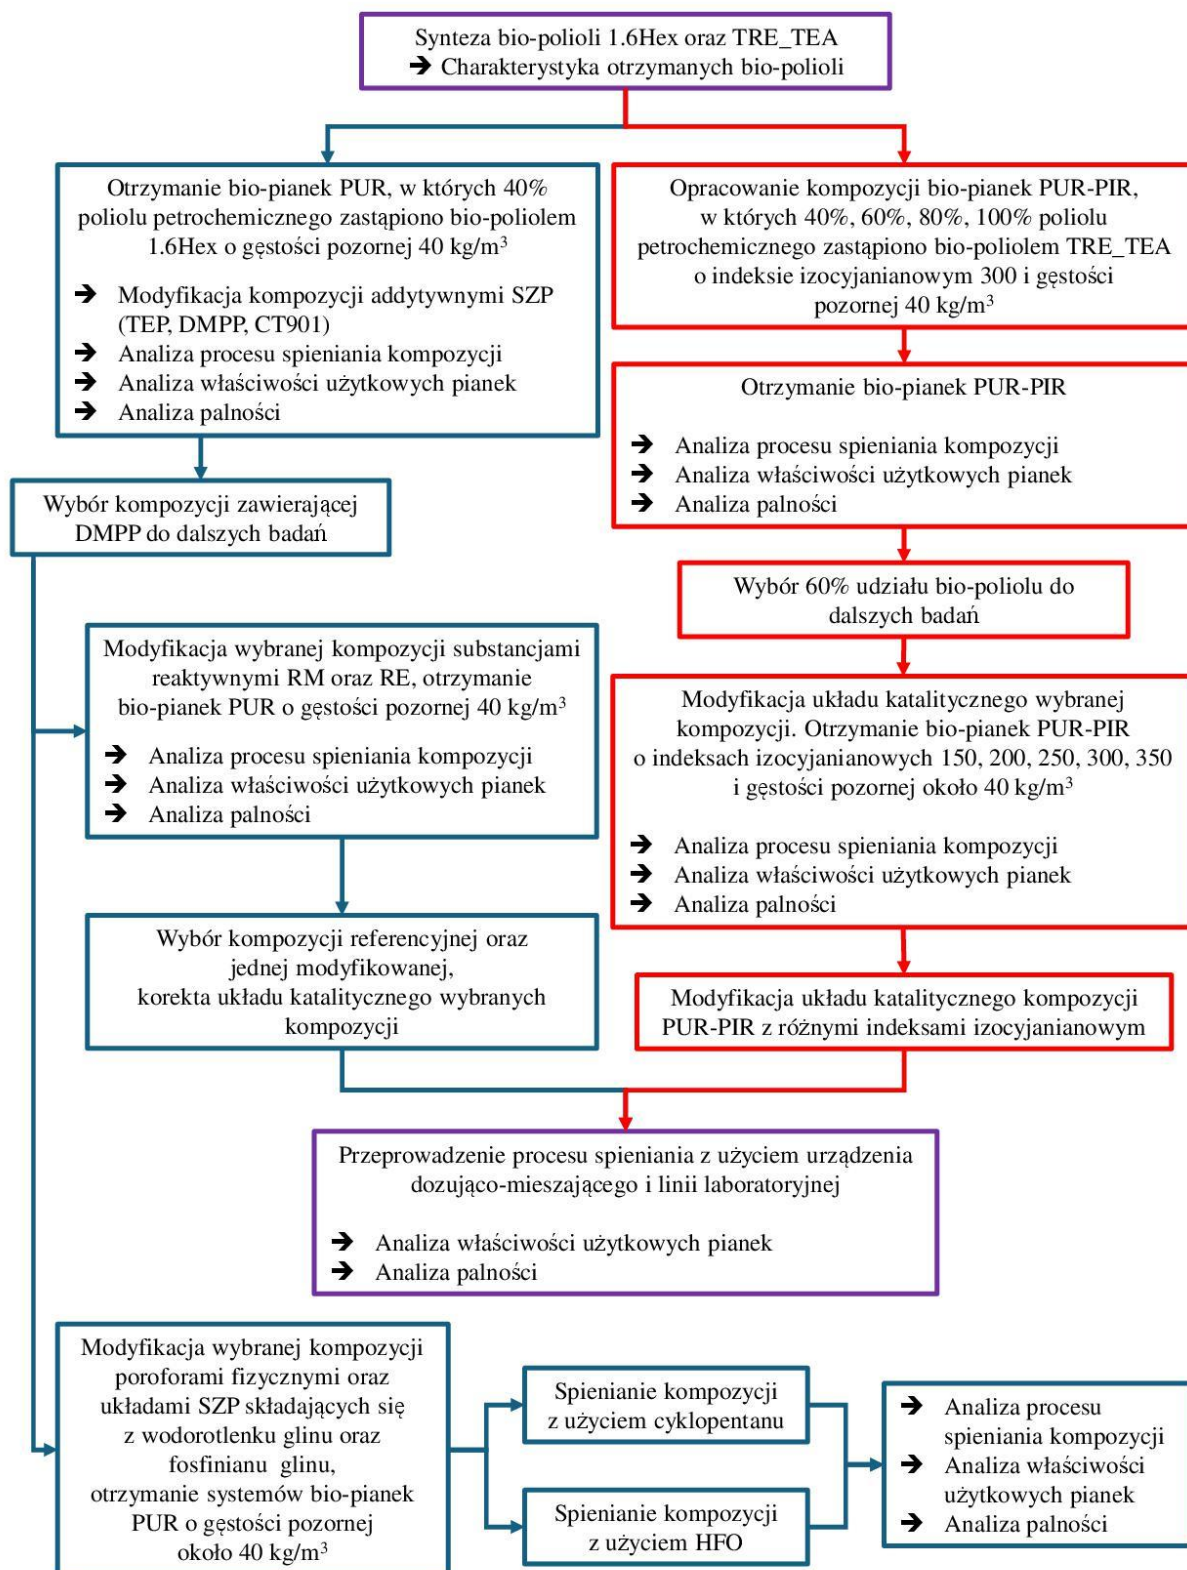 Synteza bio-polioli 1.6Hex oraz TRE_TEA
➔ Charakterystyka otrzymanych bio-polioli
Otrzymanie bio-pianek PUR, w których 40%
poliolu petrochemicznego zastąpiono bio-poliolem
1.6Hex o gęstości pozornej 40 kg/m³
➔ Modyfikacja kompozycji addytywnymi SZP
(TEP, DMPP, CT901)
➔ Analiza procesu spieniania kompozycji
➔ Analiza właściwości użytkowych pianek
➔ Analiza palności
Wybór kompozycji zawierającej
DMPP do dalszych badań
Modyfikacja wybranej kompozycji substancjami
reaktywnymi RM oraz RE, otrzymanie
bio-pianek PUR o gęstości pozornej 40 kg/m³
➔ Analiza procesu spieniania kompozycji
➔ Analiza właściwości użytkowych pianek
➔ Analiza palności
Wybór kompozycji referencyjnej oraz
jednej modyfikowanej,
korekta układu katalitycznego wybranych
kompozycji
Opracowanie kompozycji bio-pianek PUR-PIR,
w których 40%, 60%, 80%, 100% poliolu
petrochemicznego zastąpiono bio-poliolem TRE_TEA
o indeksie izocyjanianowym 300 i gęstości
pozornej 40 kg/m³
Otrzymanie bio-pianek PUR-PIR
➔ Analiza procesu spieniania kompozycji
➔ Analiza właściwości użytkowych pianek
➔ Analiza palności
Wybór 60% udziału bio-poliolu do
dalszych badań
Modyfikacja układu katalitycznego wybranej
kompozycji. Otrzymanie bio-pianek PUR-PIR
o indeksach izocyjanianowych 150, 200, 250, 300, 350
i gęstości pozornej około 40 kg/m³
➔ Analiza procesu spieniania kompozycji
➔ Analiza właściwości użytkowych pianek
➔ Analiza palności
Modyfikacja układu katalitycznego kompozycji
PUR-PIR z różnymi indeksami izocyjanianowym
Przeprowadzenie procesu spieniania z użyciem urządzenia
dozująco-mieszającego i linii laboratoryjnej
➔ Analiza właściwości użytkowych pianek
➔ Analiza palności
Modyfikacja wybranej kompozycji
poroforami fizycznymi oraz
układami SZP składających się
z wodorotlenku glinu oraz
fosfinianu glinu,
otrzymanie systemów bio-pianek
PUR o gęstości pozornej
około 40 kg/m³
Spienianie kompozycji
z użyciem cyklopentanu
Spienianie kompozycji
z użyciem HFO
➔ Analiza procesu
spieniania kompozycji
➔ Analiza właściwości
użytkowych pianek
➔ Analiza palności